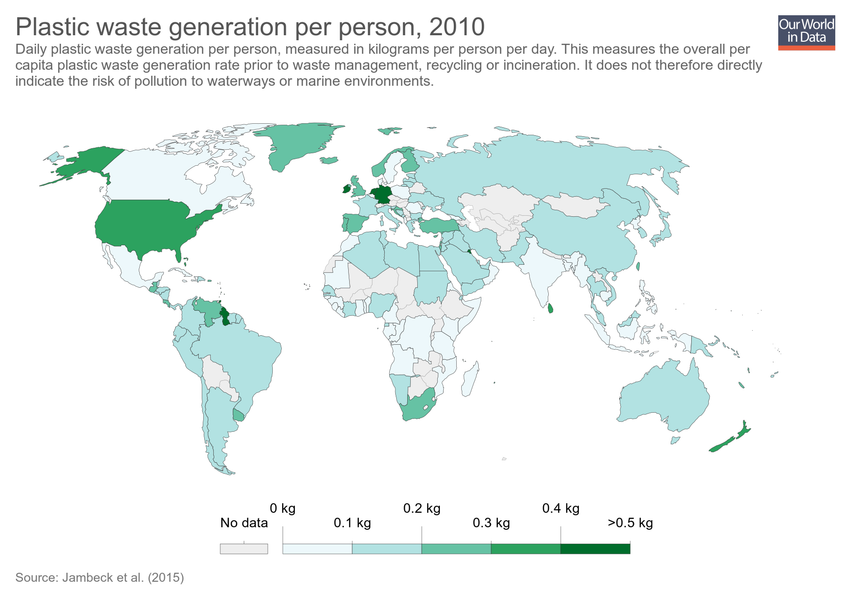 Plastic waste generation per person, 2010
Our World
in Data
Daily plastic waste generation per person, measured in kilograms per person per day. This measures the overall per
capita plastic waste generation rate prior to waste management, recycling or incineration. It does not therefore directly
indicate the risk of pollution to waterways or marine environments.
0 kg 0.2 kg 0.4 kg
No data 0.1 kg 0.3 kg >0.5 kg
Source: Jambeck et al. (2015)